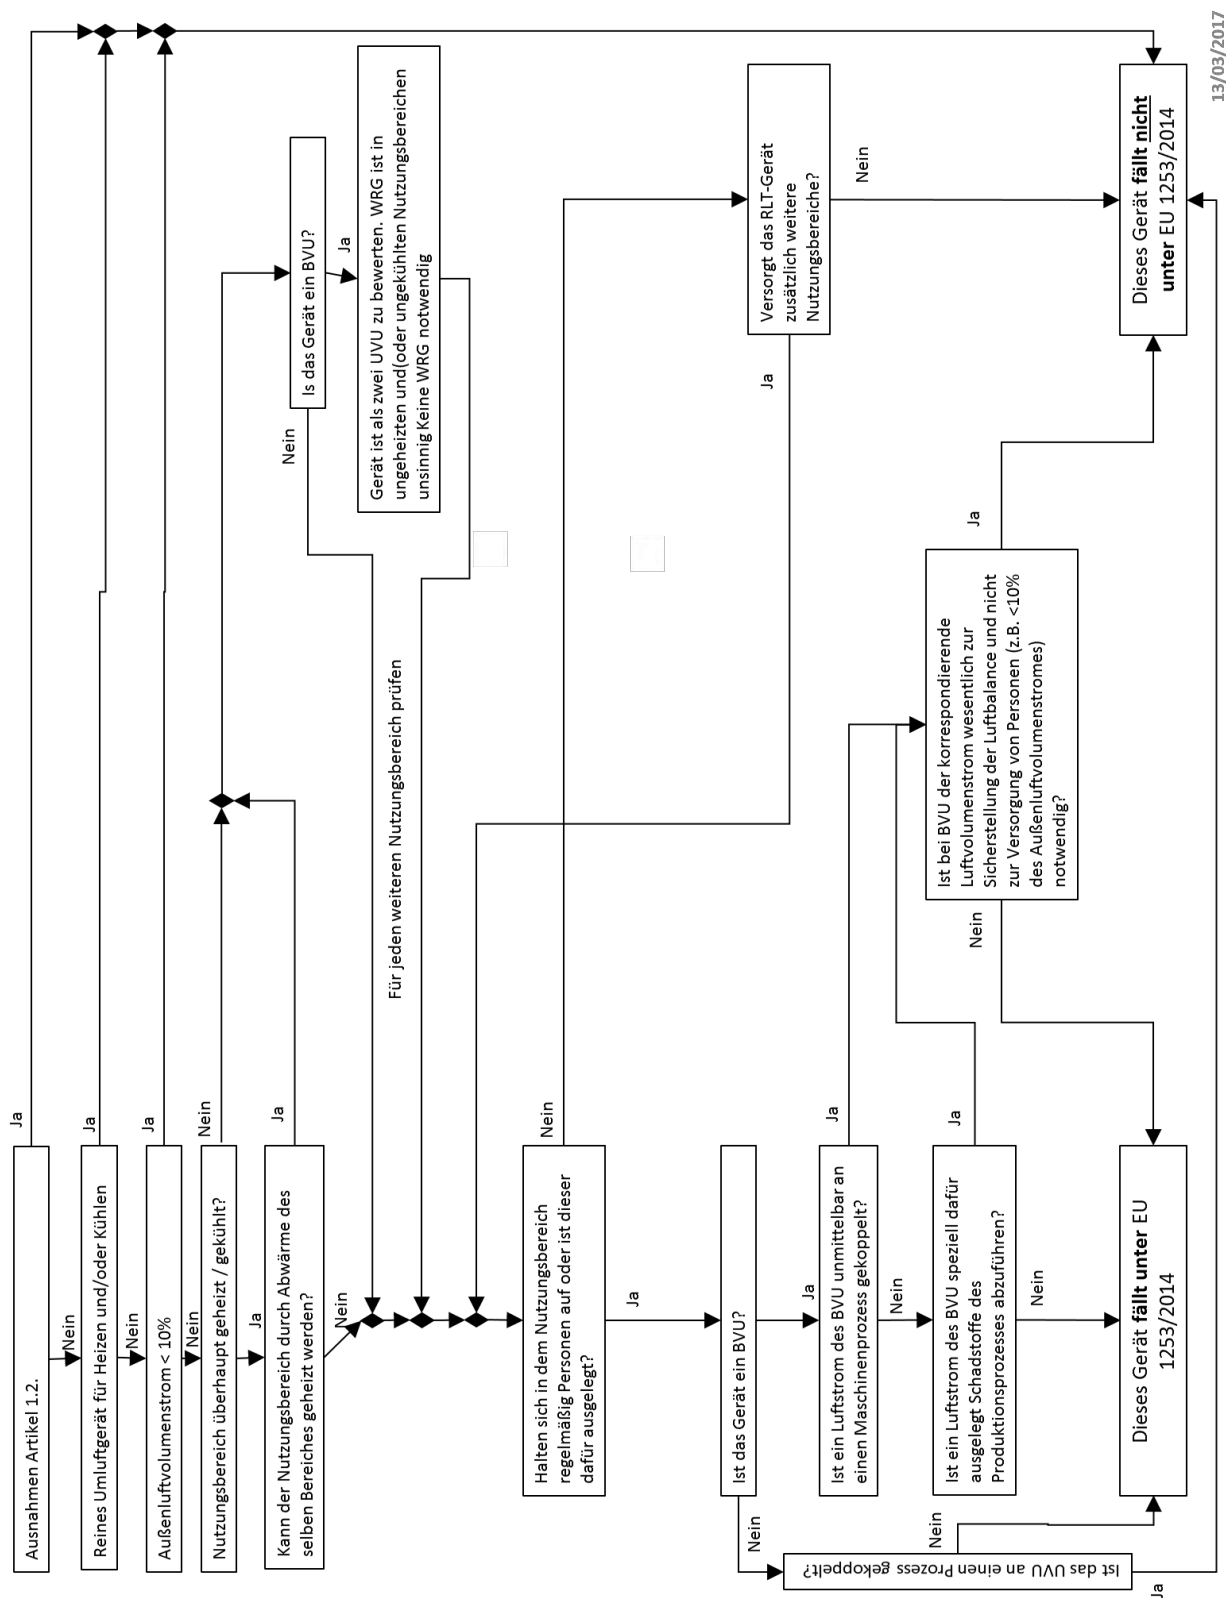 Ausnahmen Artikel 1.2.
Ja
Nein
Reines Umluftgerät für Heizen und/oder Kühlen
Ja
Nein
Außenluftvolumenstrom < 10%
Ja
Nein
Nutzungsbereich überhaupt geheizt / gekühlt?
Nein
Ja
Kann der Nutzungsbereich durch Abwärme des
selben Bereiches geheizt werden?
Ja
Nein
Is das Gerät ein BVU?
Nein
Ja
Gerät ist als zwei UVU zu bewerten. WRG ist in
ungeheizten und(oder ungekühlten Nutzungsbereichen
unsinnig Keine WRG notwendig
Für jeden weiteren Nutzungsbereich prüfen
Halten sich in dem Nutzungsbereich
regelmäßig Personen auf oder ist dieser
dafür ausgelegt?
Nein
Ja
Versorgt das RLT-Gerät
zusätzlich weitere
Nutzungsbereiche?
Ja
Nein
Ist das Gerät ein BVU?
Nein
Ja
Ist das UVU an einen Prozess gekoppelt?
Nein
Ja
Ist ein Luftstrom des BVU unmittelbar an
einen Maschinenprozess gekoppelt?
Ja
Nein
Ist ein Luftstrom des BVU speziell dafür
ausgelegt Schadstoffe des
Produktionsprozesses abzuführen?
Ja
Nein
Ist bei BVU der korrespondierende
Luftvolumenstrom wesentlich zur
Sicherstellung der Luftbalance und nicht
zur Versorgung von Personen (z.B. <10%
des Außenluftvolumenstromes)
notwendig?
Nein
Ja
Dieses Gerät fällt unter EU
1253/2014
Dieses Gerät fällt nicht
unter EU 1253/2014
13/03/2017